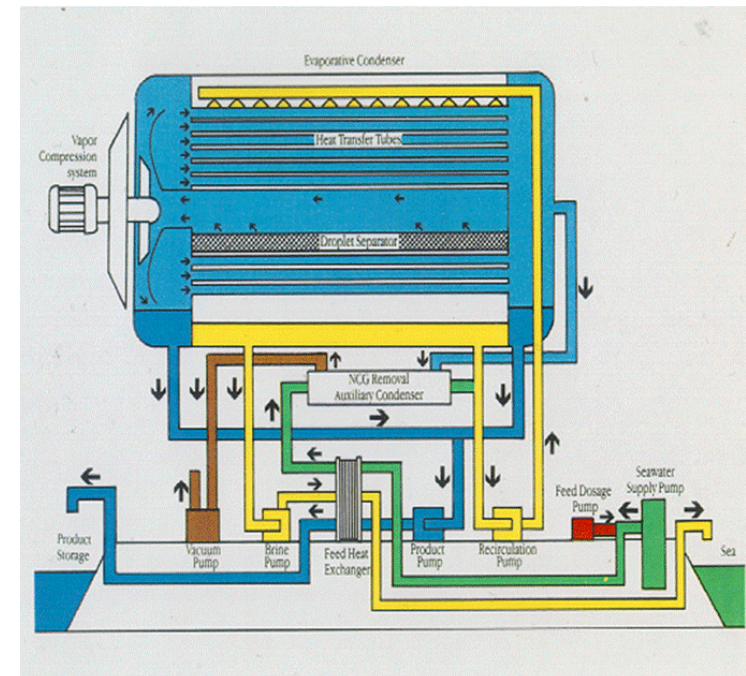 Evaporative Condenser
Vapor
Compression
system
Heat Transfer Tubes
Droplet Separator
NCG Removal
Auxiliary Condenser
Seawater
Supply Pump
Feed Dosage
Pump
Product
Storage
Vacuum
Pump
Brine
Pump
Feed Heat
Exchanger
Product
Pump
Recirculation
Pump
Sea